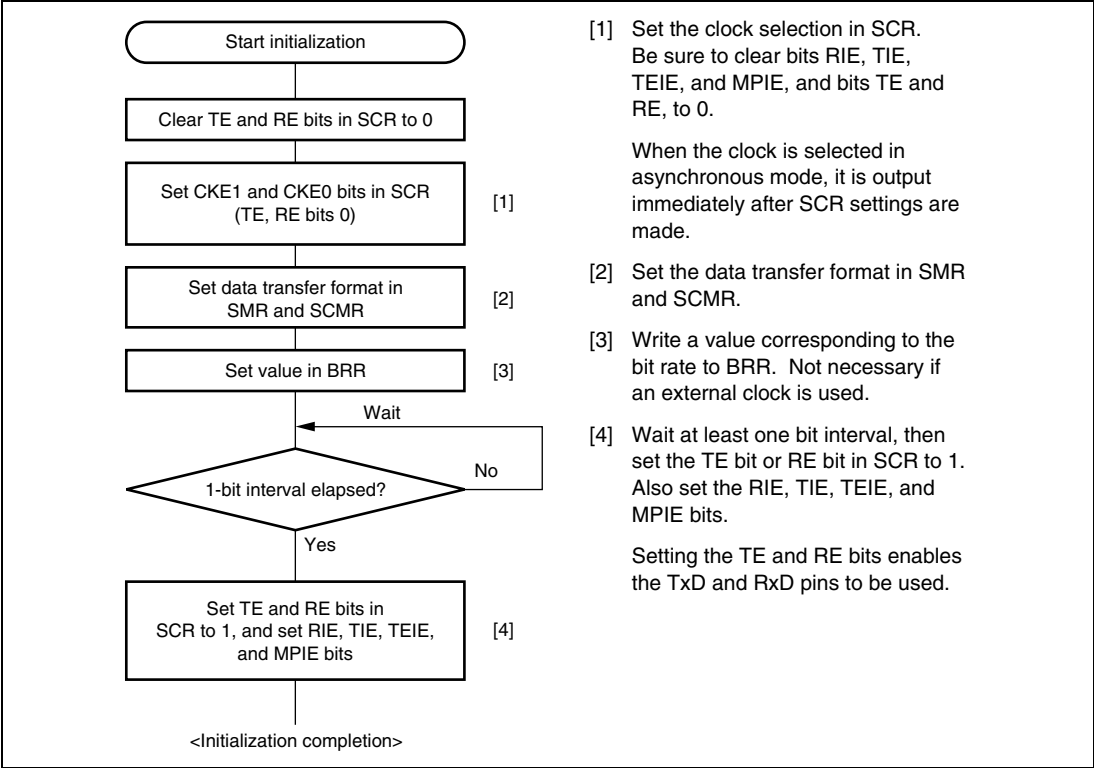 Start initialization
Clear TE and RE bits in SCR to 0
Set CKE1 and CKE0 bits in SCR
(TE, RE bits 0)
[1]
Set data transfer format in
SMR and SCMR
[2]
Set value in BRR
[3]
Wait
No
1-bit interval elapsed?
Yes
Set TE and RE bits in
SCR to 1, and set RIE, TIE, TEIE,
and MPIE bits
[4]
<Initialization completion>
[1] Set the clock selection in SCR.
Be sure to clear bits RIE, TIE,
TEIE, and MPIE, and bits TE and
RE, to 0.
When the clock is selected in
asynchronous mode, it is output
immediately after SCR settings are
made.
[2] Set the data transfer format in SMR
and SCMR.
[3] Write a value corresponding to the
bit rate to BRR. Not necessary if
an external clock is used.
[4] Wait at least one bit interval, then
set the TE bit or RE bit in SCR to 1.
Also set the RIE, TIE, TEIE, and
MPIE bits.
Setting the TE and RE bits enables
the TxD and RxD pins to be used.